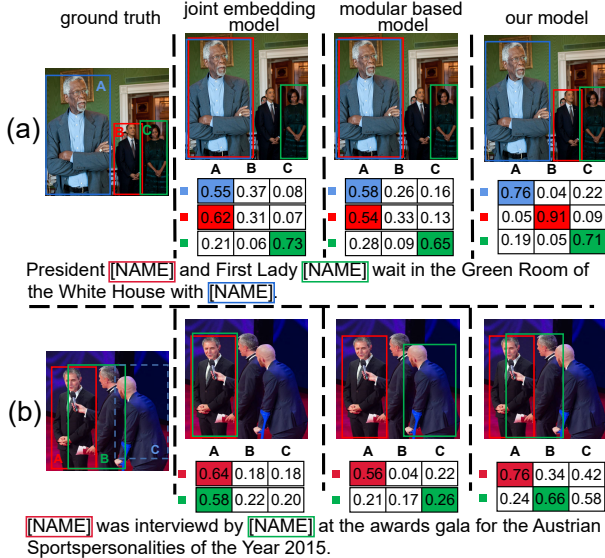 ground truth
joint embedding
model
modular based
model
our model
(a)
A
B
C
A B C
0.55 0.37 0.08
0.62 0.31 0.07
0.21 0.06 0.73
A B C
0.58 0.26 0.16
0.54 0.33 0.13
0.28 0.09 0.65
A B C
0.76 0.04 0.22
0.05 0.91 0.09
0.19 0.05 0.71
President [NAME] and First Lady [NAME] wait in the Green Room of
the White House with [NAME].
(b)
A
B
C
A B C
0.64 0.18 0.18
0.58 0.22 0.20
A B C
0.56 0.04 0.22
0.21 0.17 0.26
A B C
0.76 0.34 0.42
0.24 0.66 0.58
[NAME] was interviewd by [NAME] at the awards gala for the Austrian
Sportspersonalities of the Year 2015.